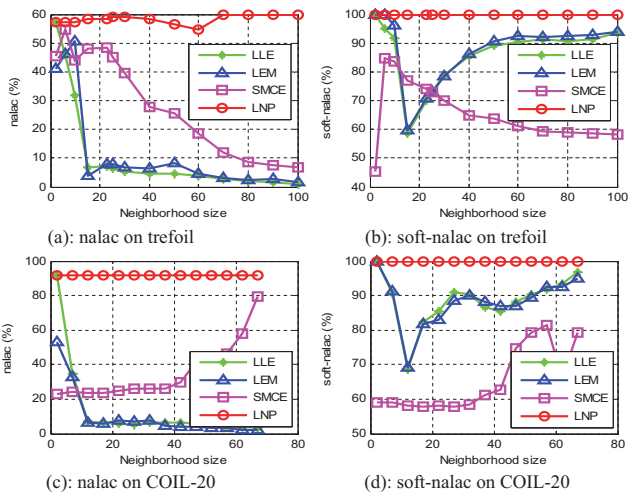 60
50
40
30
20
10
0
nalac (%)
0 20 40 60 80 100
Neighborhood size
LLE
LEM
SMCE
LNP
(a): nalac on trefoil
100
90
80
70
60
50
40
soft-nalac (%)
0 20 40 60 80 100
Neighborhood size
LLE
LEM
SMCE
LNP
(b): soft-nalac on trefoil
100
80
60
40
20
0
nalac (%)
0 20 40 60 80
Neighborhood size
LLE
LEM
SMCE
LNP
(c): nalac on COIL-20
100
90
80
70
60
50
soft-nalac (%)
0 20 40 60 80
Neighborhood size
LLE
LEM
SMCE
LNP
(d): soft-nalac on COIL-20